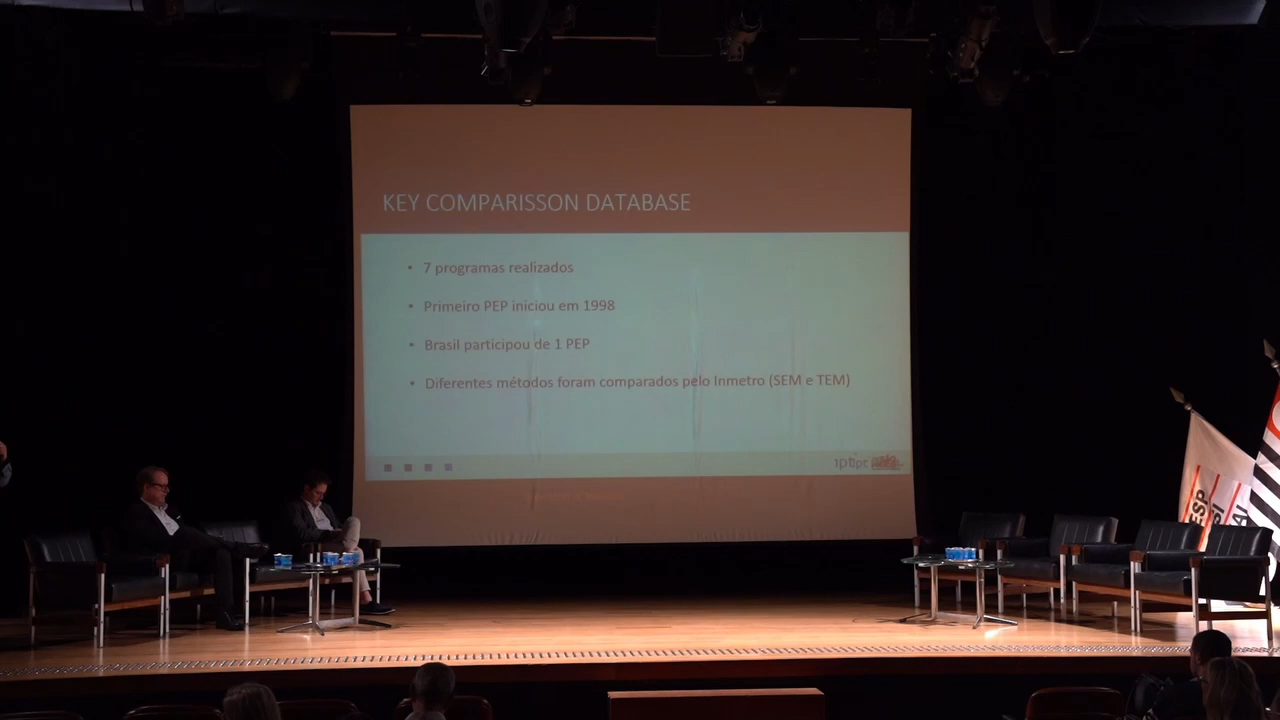 KEY COMPARISSON DATABASE
• 7 programas realizados
• Primeiro PEP iniciou em 1998
• Brasil participou de 1 PEP
• Diferentes métodos foram comparados pelo Inmetro (SEM e TEM)
ipt
ESP